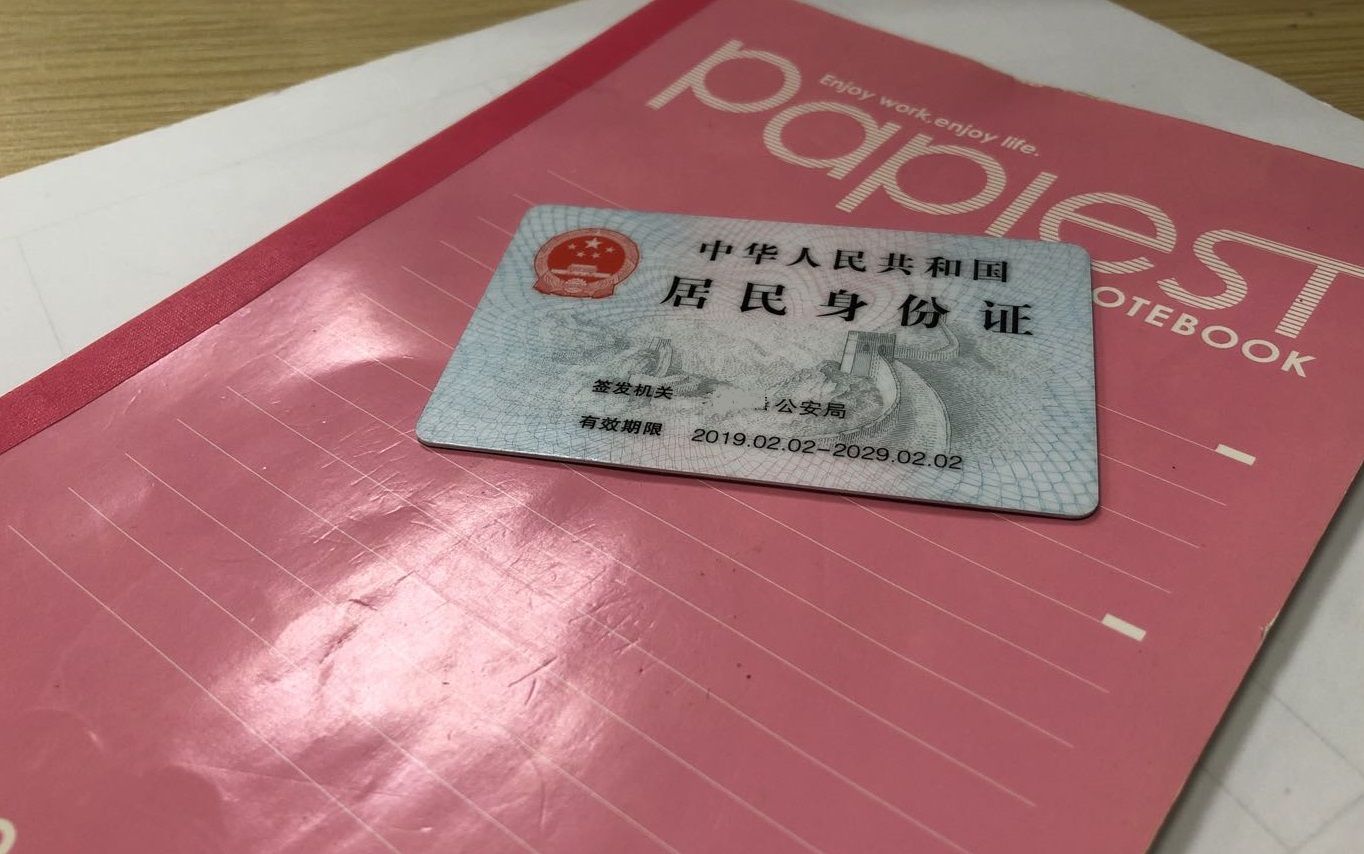 papiest
Enjoy work,enjoy life.
OTEBOOK
中华人民共和国
居民身份证
签发机关 公安局
有效期限 2019.02.02-2029.02.02